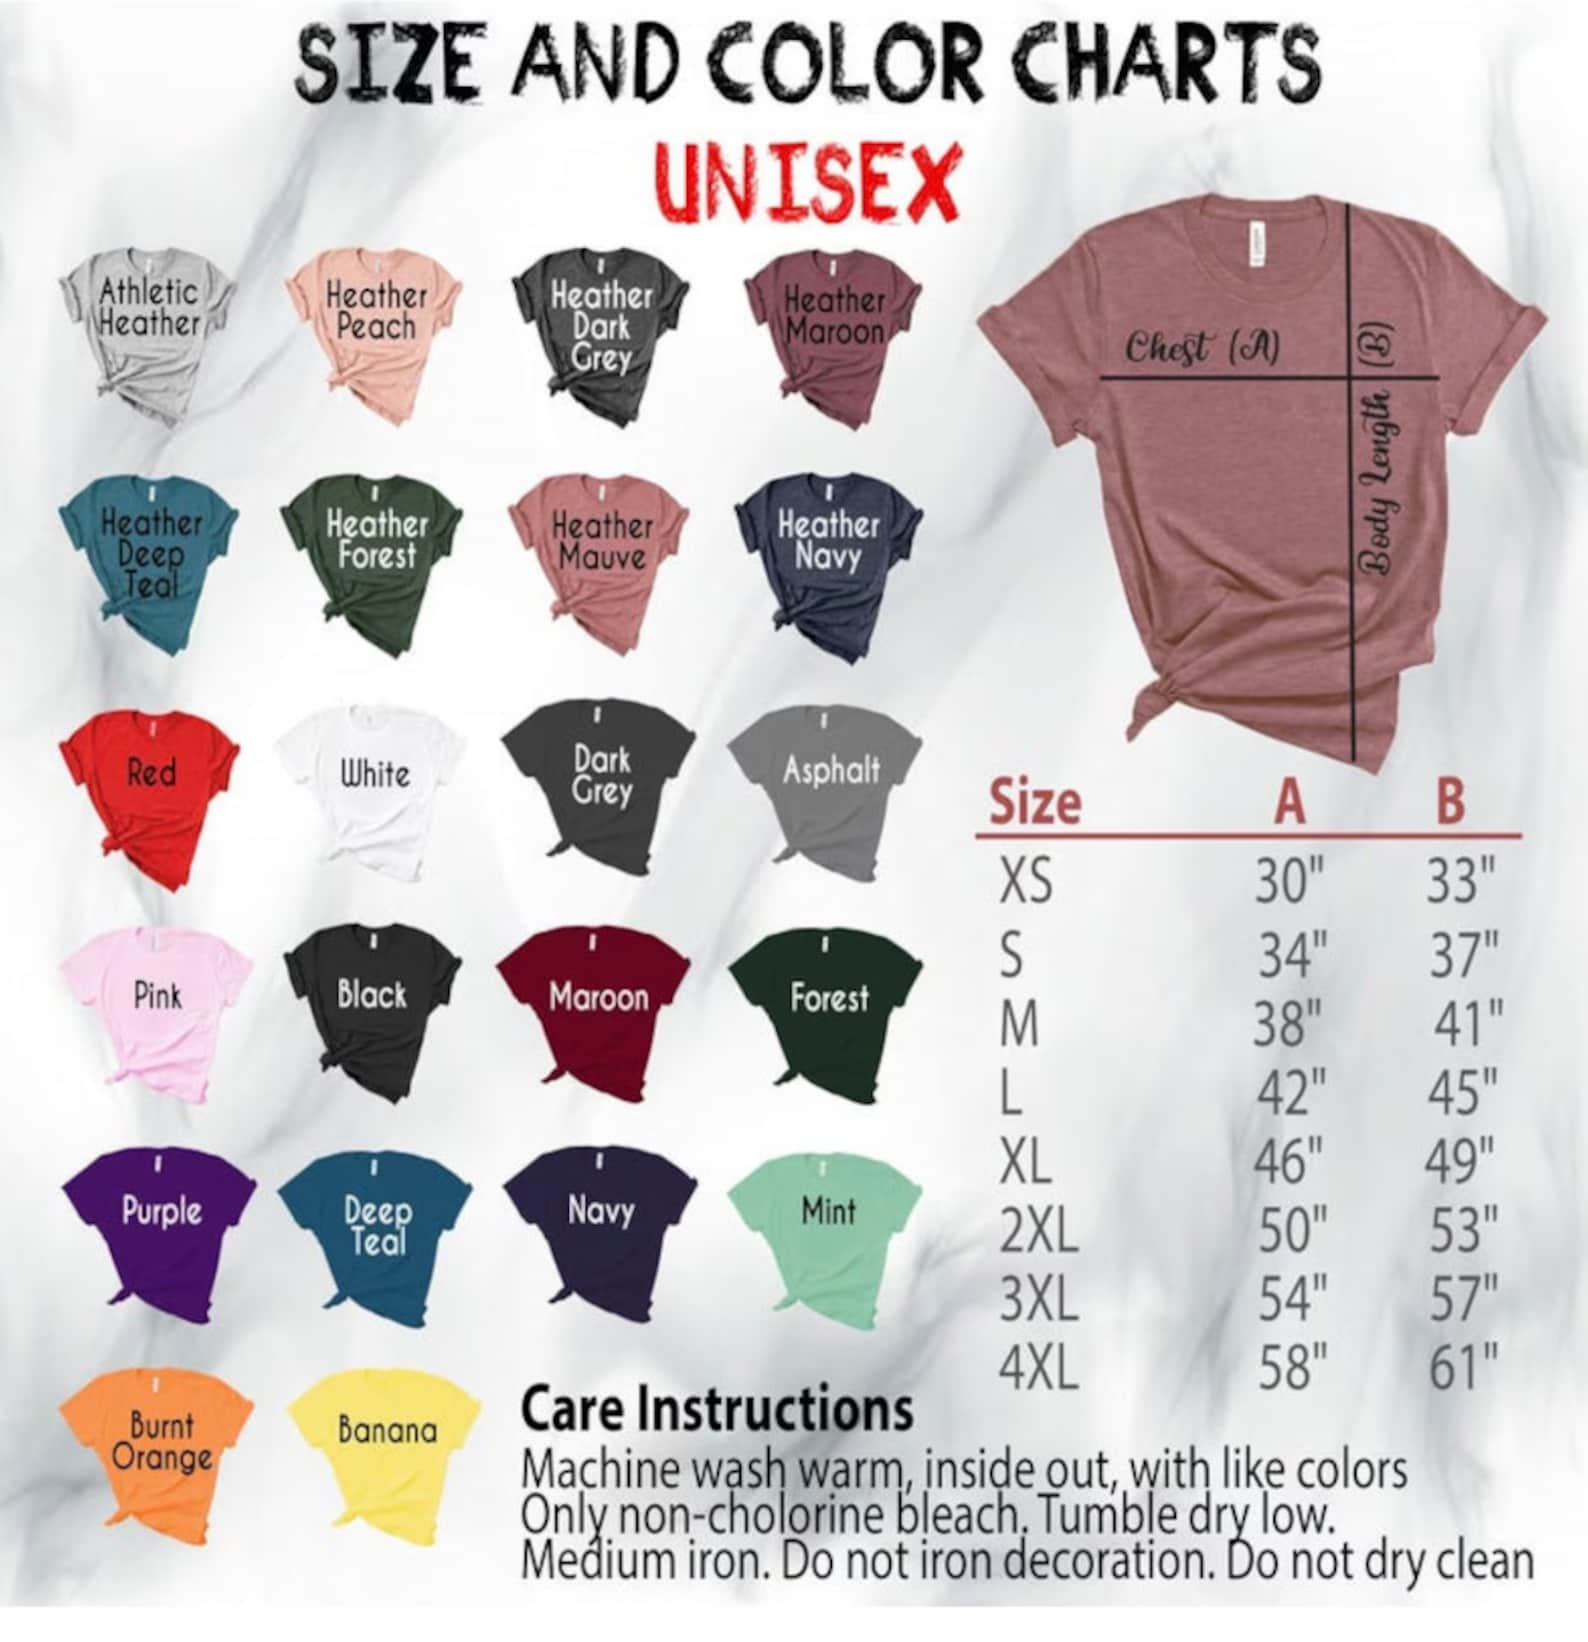 SIZE AND COLOR CHARTS
UNISEX
Athletic
Heather
Heather
Peach
Heather
Dark
Grey
Heather
Maroon
Heather
Deep
Teal
Heather
Forest
Heather
Mauve
Heather
Navy
Red
White
Dark
Grey
Asphalt
Pink
Black
Maroon
Forest
Purple
Deep
Teal
Navy
Mint
Burnt
Orange
Banana
Chest (A)
Body Length (B)
Size A B
XS 30" 33"
S 34" 37"
M 38" 41"
L 42" 45"
XL 46" 49"
2XL 50" 53"
3XL 54" 57"
4XL 58" 61"
Care Instructions
Machine wash warm, inside out, with like colors
Only non-cholorine bleach. Tumble dry low.
Medium iron. Do not iron decoration. Do not dry clean